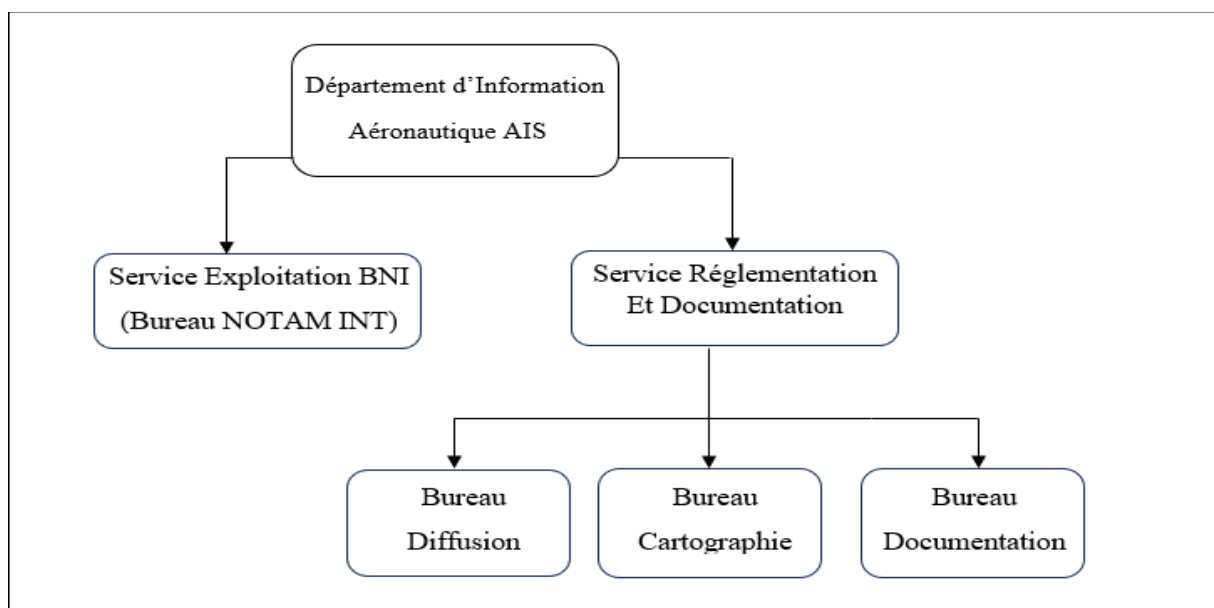 Département d’Information
Aéronautique AIS
Service Exploitation BNI
(Bureau NOTAM INT)
Service Réglementation
Et Documentation
Bureau
Diffusion
Bureau
Cartographie
Bureau
Documentation